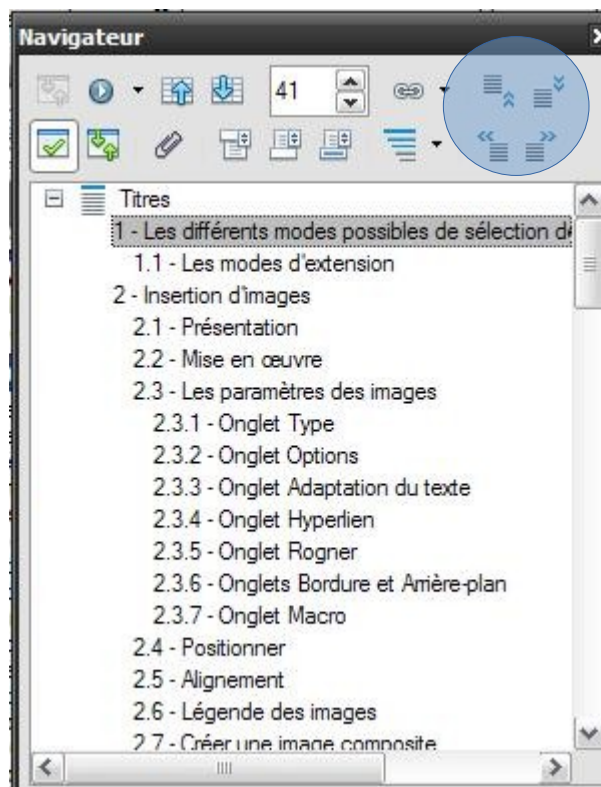 Navigateur
41
Titres
1 - Les différents modes possibles de sélection de
1.1 - Les modes d'extension
2 - Insertion d'images
2.1 - Présentation
2.2 - Mise en œuvre
2.3 - Les paramètres des images
2.3.1 - Onglet Type
2.3.2 - Onglet Options
2.3.3 - Onglet Adaptation du texte
2.3.4 - Onglet Hyperlien
2.3.5 - Onglet Rogner
2.3.6 - Onglets Bordure et Arrière-plan
2.3.7 - Onglet Macro
2.4 - Positionner
2.5 - Alignement
2.6 - Légende des images
2.7 - Créer une image composite